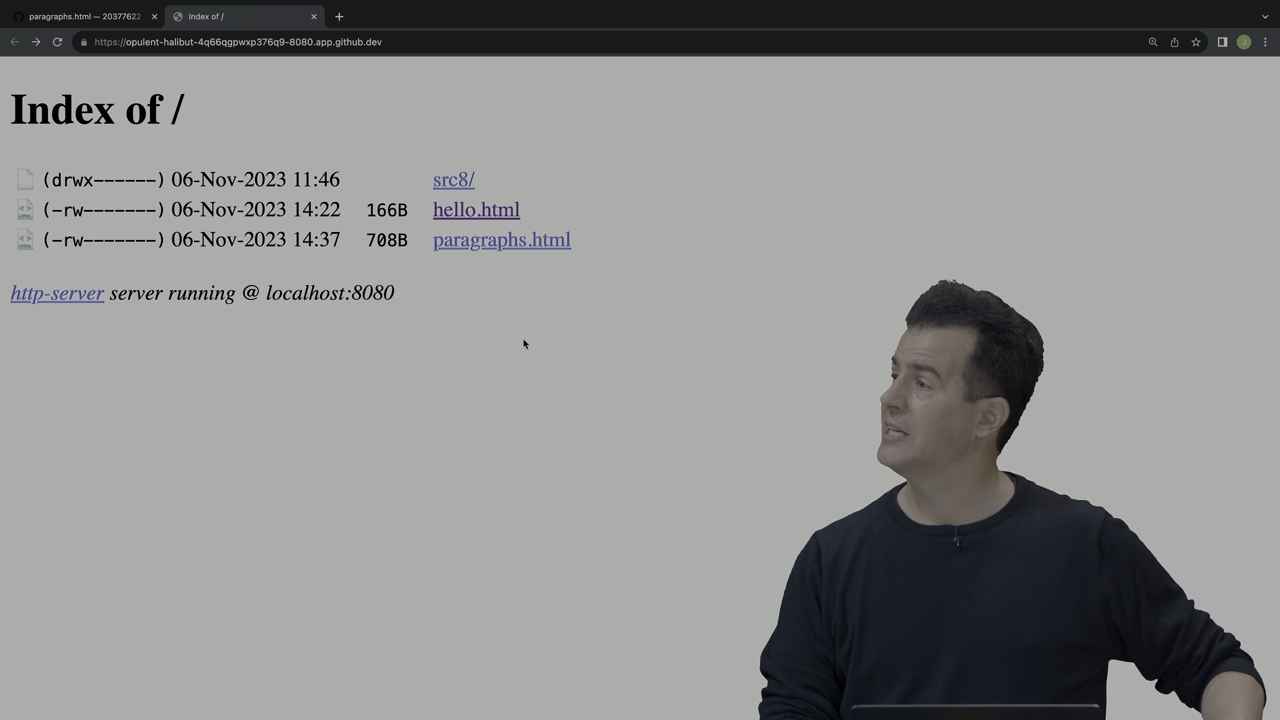 paragraphs.html — 20377622
Index of /
https://opulent-halibut-4q66qgpwxp376q9-8080.app.github.dev
J
Index of /
(drwx------) 06-Nov-2023 11:46 src8/
(-rw-------) 06-Nov-2023 14:22 166B hello.html
(-rw-------) 06-Nov-2023 14:37 708B paragraphs.html
http-server server running @ localhost:8080